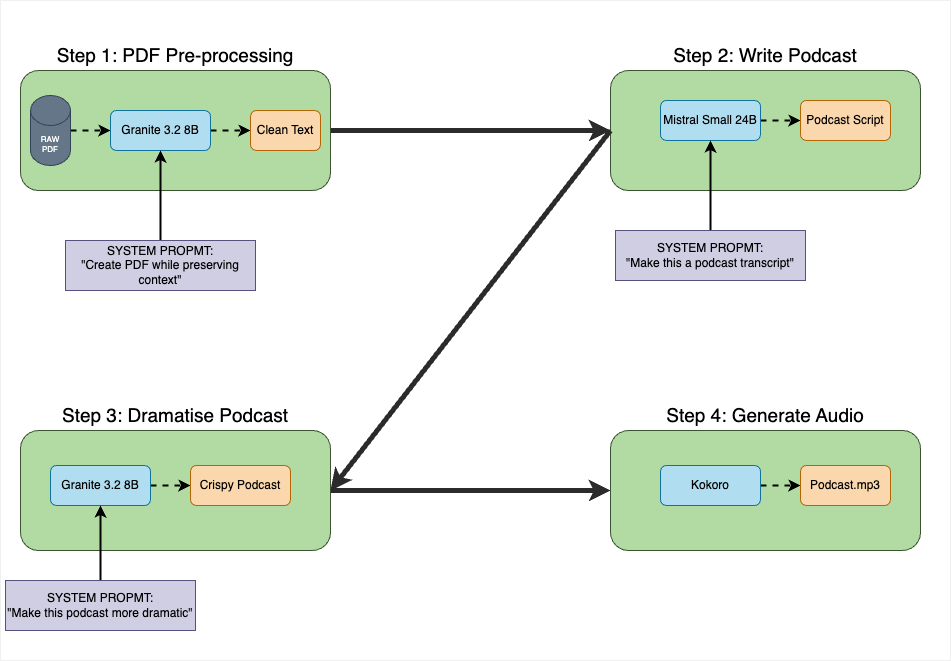 Step 1: PDF Pre-processing
RAW
PDF
Granite 3.2 8B
Clean Text
SYSTEM PROPMT:
"Create PDF while preserving
context"
Step 2: Write Podcast
Mistral Small 24B
Podcast Script
SYSTEM PROPMT:
"Make this a podcast transcript"
Step 3: Dramatise Podcast
Granite 3.2 8B
Crispy Podcast
SYSTEM PROPMT:
"Make this podcast more dramatic"
Step 4: Generate Audio
Kokoro
Podcast.mp3